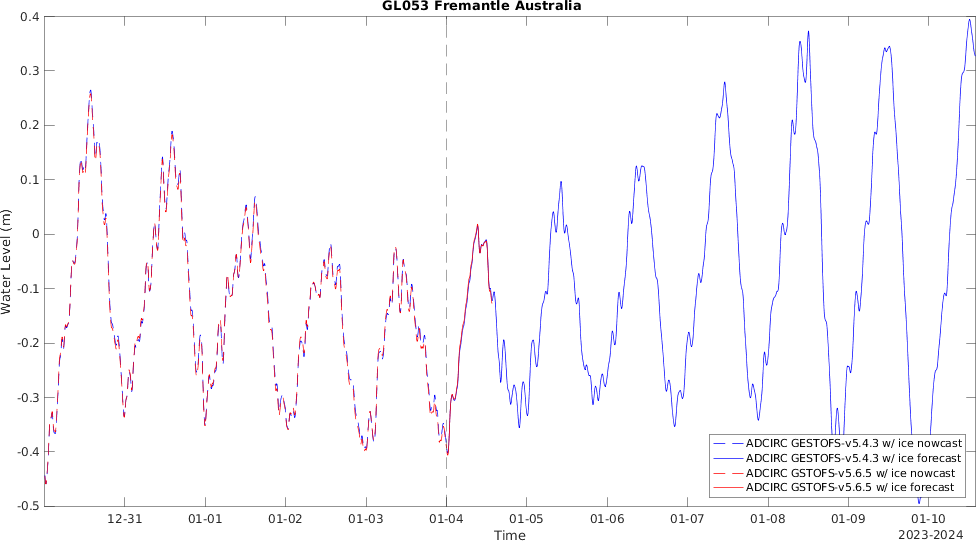 GL053 Fremantle Australia
0.4
0.3
0.2
0.1
0
-0.1
-0.2
-0.3
-0.4
-0.5
Water Level (m)
ADCIRC GESTOFS-v5.4.3 w/ ice nowcast
ADCIRC GESTOFS-v5.4.3 w/ ice forecast
ADCIRC GSTOFS-v5.6.5 w/ ice nowcast
ADCIRC GSTOFS-v5.6.5 w/ ice forecast
12-31 01-01 01-02 01-03 01-04 01-05 01-06 01-07 01-08 01-09 01-10
Time
2023-2024